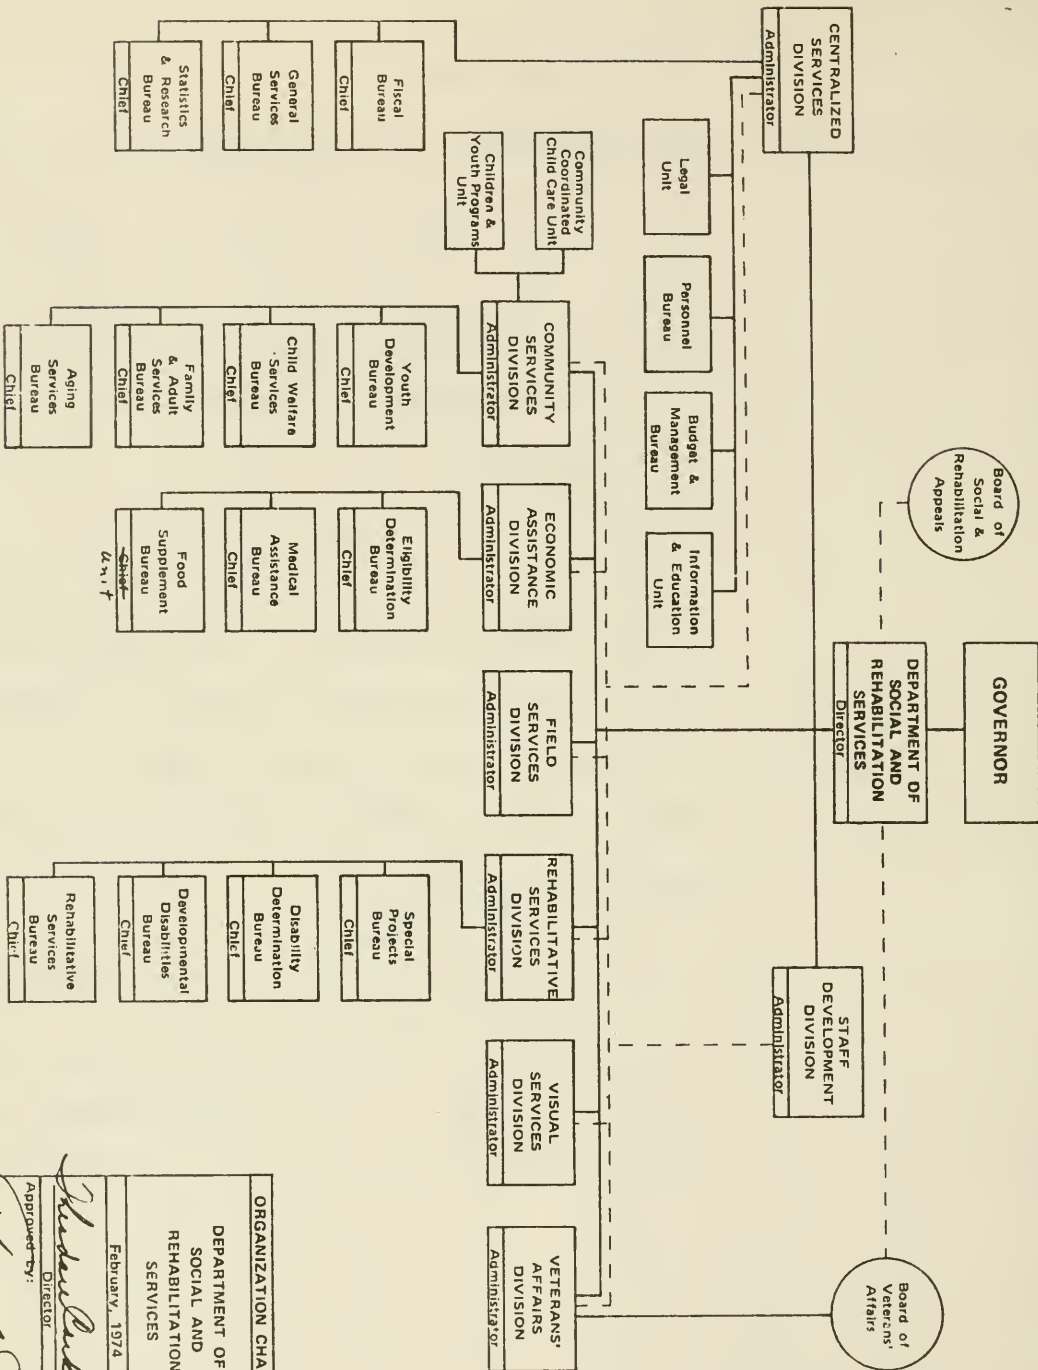 GOVERNOR
DEPARTMENT OF
SOCIAL AND
REHABILITATION
SERVICES
Director
Board of
Social &
Rehabilitation
Appeals
Board of
Veterans'
Affairs
CENTRALIZED
SERVICES
DIVISION
Administrator
STAFF
DEVELOPMENT
DIVISION
Administrator
Legal
Unit
Personnel
Bureau
Budget &
Management
Bureau
Information
& Education
Unit
Fiscal
Bureau
Chief
General
Services
Bureau
Chief
Statistics
& Research
Bureau
Chief
Community
Coordinated
Child Care Unit
Children &
Youth Programs
Unit
COMMUNITY
SERVICES
DIVISION
Administrator
ECONOMIC
ASSISTANCE
DIVISION
Administrator
FIELD
SERVICES
DIVISION
Administrator
REHABILITATIVE
SERVICES
DIVISION
Administrator
VISUAL
SERVICES
DIVISION
Administrator
VETERANS'
AFFAIRS
DIVISION
Administrator
Youth
Development
Bureau
Chief
Child Welfare
Services
Bureau
Chief
Family
& Adult
Services
Bureau
Chief
Aging
Services
Bureau
Chief
Eligibility
Determination
Bureau
Chief
Medical
Assistance
Bureau
Chief
Food
Supplement
Bureau
Chief
unit
Special
Projects
Bureau
Chief
Disability
Determination
Bureau
Chief
Developmental
Disabilities
Bureau
Chief
Rehabilitative
Services
Bureau
Chief
ORGANIZATION CHA
DEPARTMENT OF
SOCIAL AND
REHABILITATION
SERVICES
February, 1974
Director
Approved by: